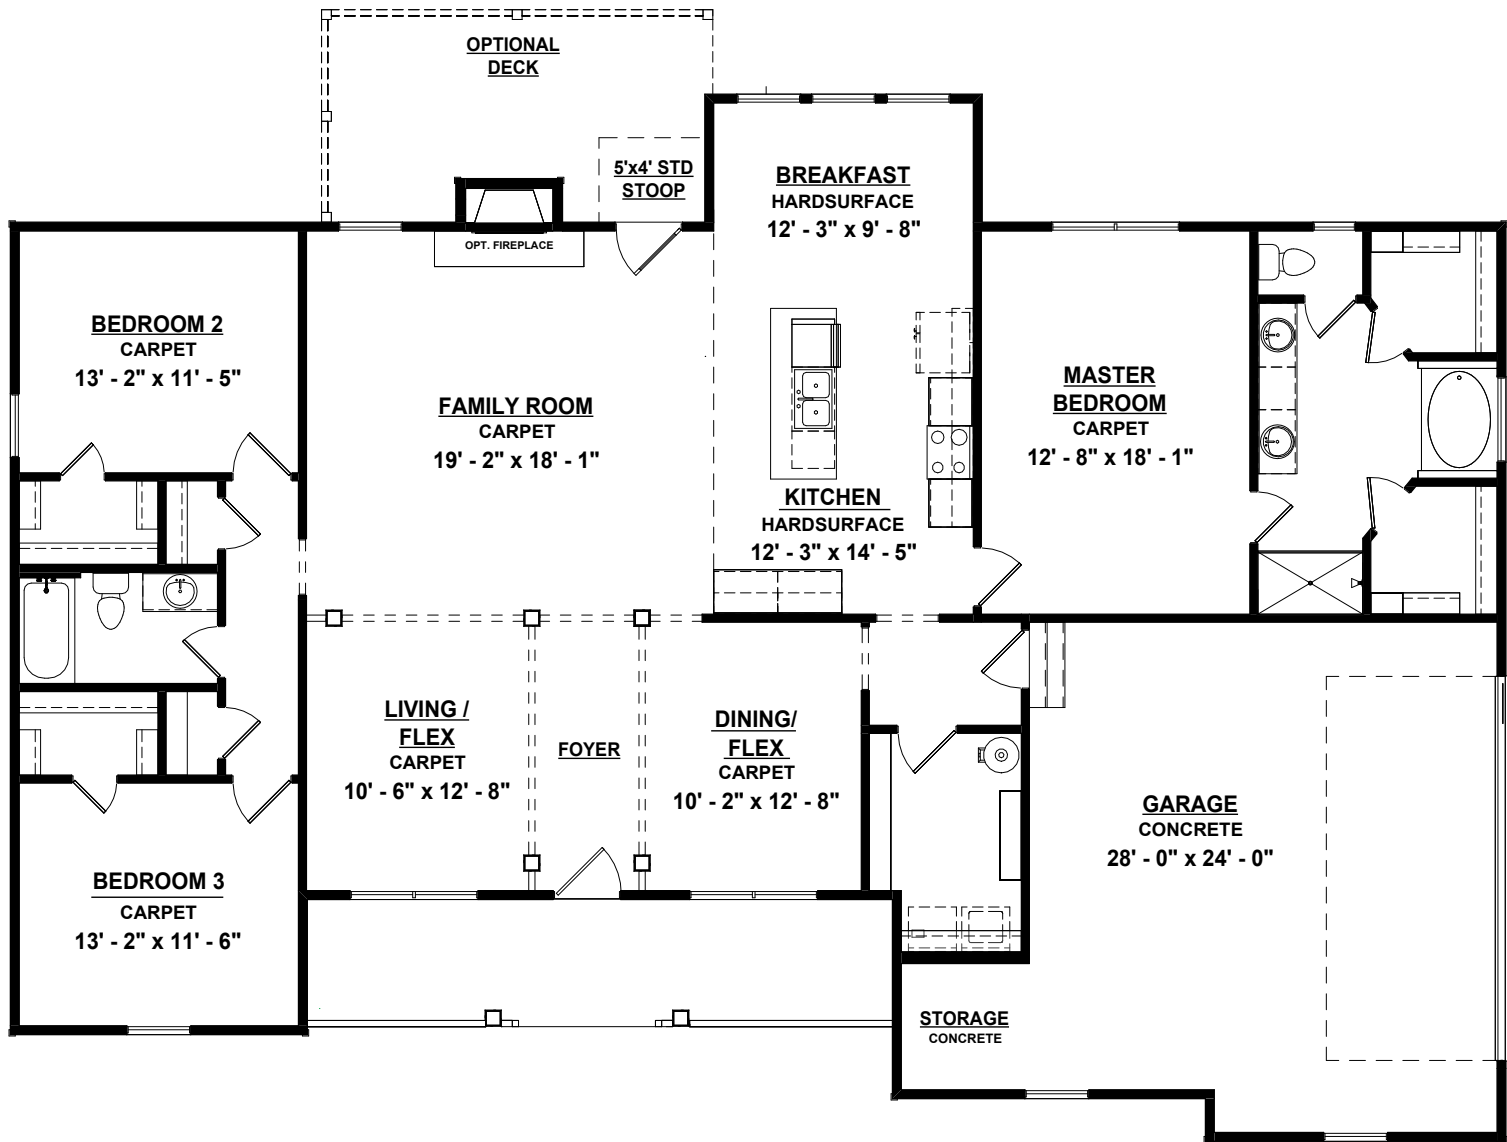 OPTIONAL
DECK
5'x4' STD
STOOP
BREAKFAST
HARDSURFACE
12' - 3" x 9' - 8"
OPT. FIREPLACE
BEDROOM 2
CARPET
13' - 2" x 11' - 5"
FAMILY ROOM
CARPET
19' - 2" x 18' - 1"
MASTER
BEDROOM
CARPET
12' - 8" x 18' - 1"
KITCHEN
HARDSURFACE
12' - 3" x 14' - 5"
LIVING /
FLEX
CARPET
10' - 6" x 12' - 8"
FOYER
DINING/
FLEX
CARPET
10' - 2" x 12' - 8"
GARAGE
CONCRETE
28' - 0" x 24' - 0"
BEDROOM 3
CARPET
13' - 2" x 11' - 6"
STORAGE
CONCRETE